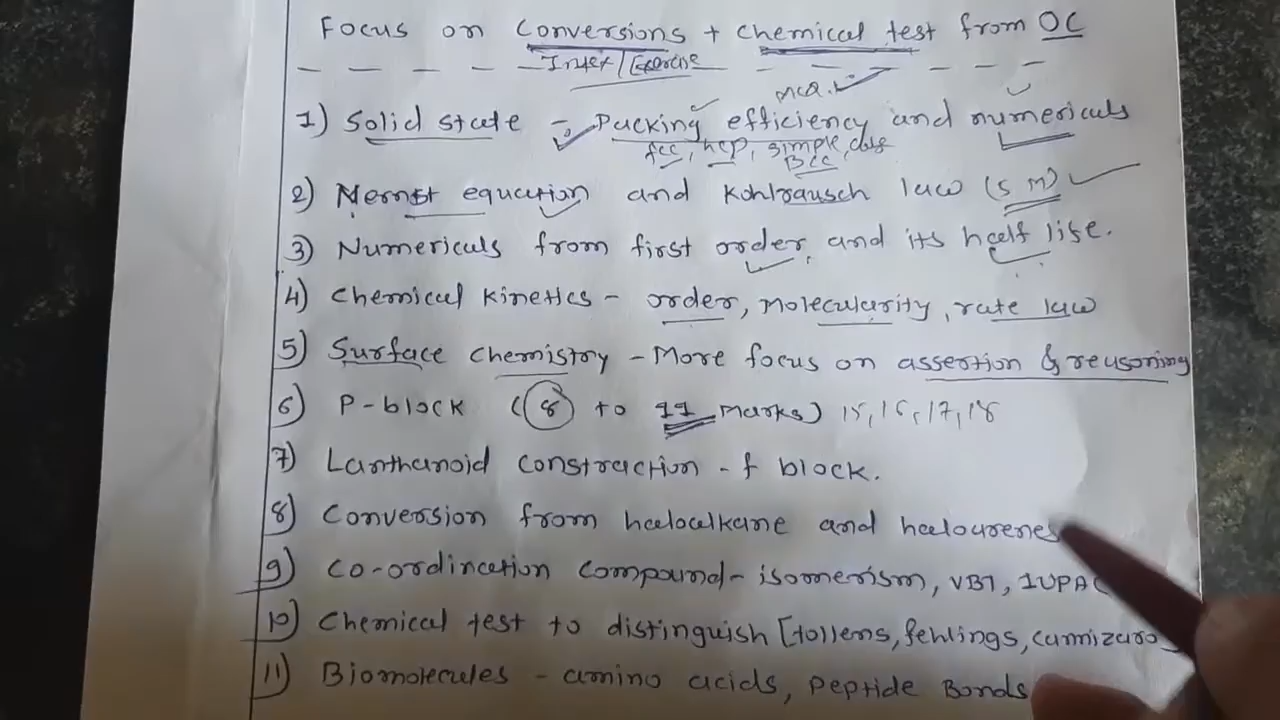 Focus on Conversions + Chemical test from OC
Intext/Exercise
mcq.
1) Solid state - Packing efficiency and numericals
fcc, hcp, simple,
BCC
2) Nernst equation and Kohlrausch law (5 m)
3) Numericals from first order, and its half life.
4) Chemical Kinetics - order, Molecularity, rate law
5) Surface Chemistry - More focus on assertion & reasoning
6) P-block (8 to 11 Marks) 15, 16, 17, 18
7) Lanthanoid constraction - f block.
8) Conversion from haloalkane and haloarenes
9) Co-ordination Compound - isomerism, VBT, IUPAC
10) Chemical test to distinguish [tollens, fehlings, cannizaro
11) Biomolecules - amino acids, Peptide Bonds